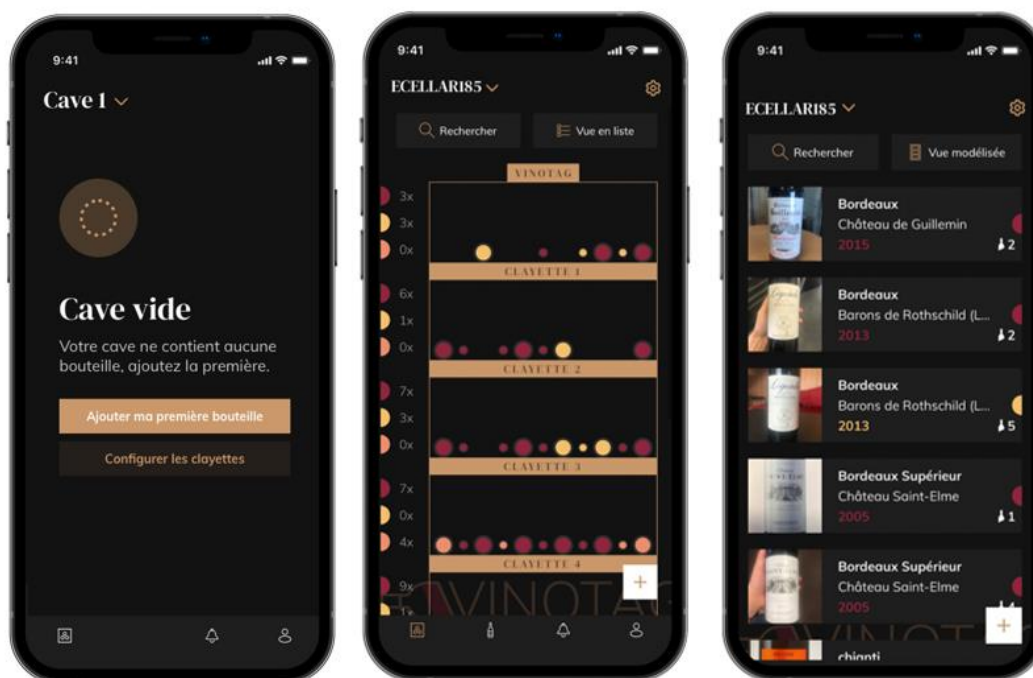 9:41
Cave 1
Cave vide
Votre cave ne contient aucune
bouteille, ajoutez la première.
Ajouter ma première bouteille
Configurer les clayettes
9:41
ECELLAR185
Rechercher
Vue en liste
VINOTAG
3x
3x
0x
CLAYETTE 1
6x
1x
0x
CLAYETTE 2
7x
3x
0x
CLAYETTE 3
7x
0x
4x
CLAYETTE 4
9x
1x
VINOTAG
+
9:41
ECELLAR185
Rechercher
Vue modélisée
Bordeaux
Château de Guillemin
2015
2
Bordeaux
Barons de Rothschild (L...
2013
2
Bordeaux
Barons de Rothschild (L...
2013
5
Bordeaux Supérieur
Château Saint-Elme
2005
1
Bordeaux Supérieur
Château Saint-Elme
2005
+
chianti